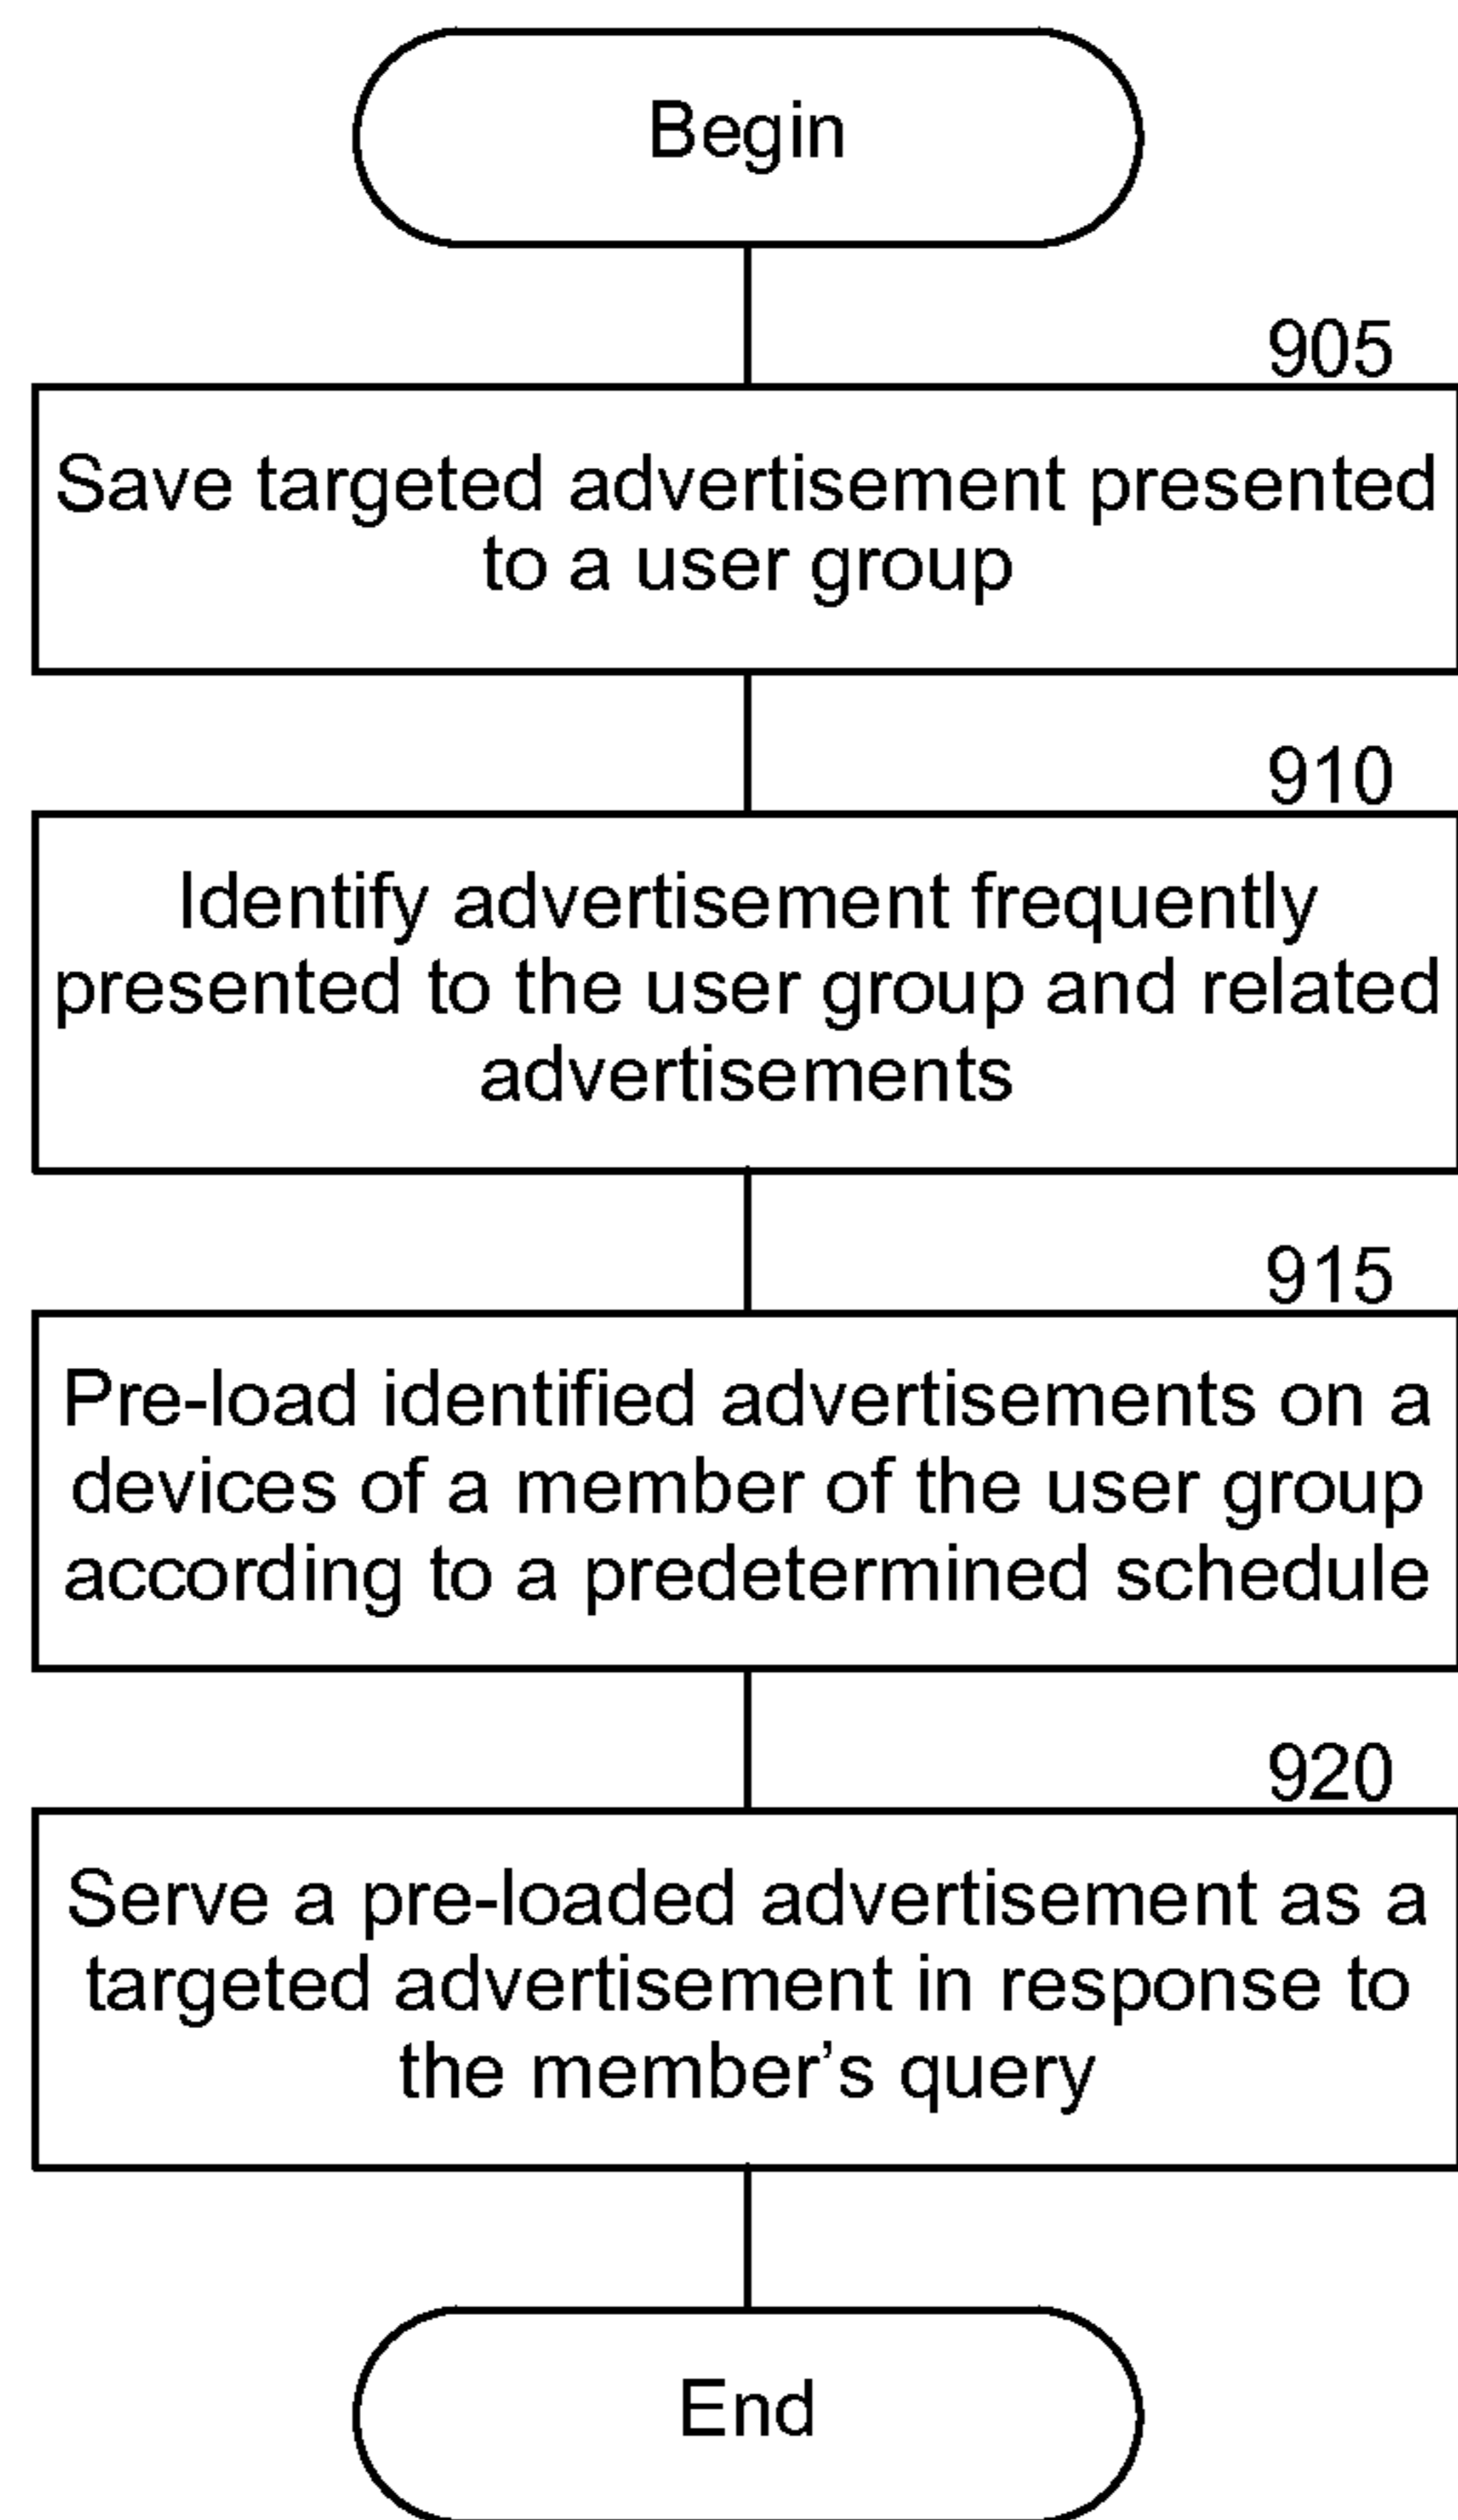 Begin
905
Save targeted advertisement presented
to a user group
910
Identify advertisement frequently
presented to the user group and related
advertisements
915
Pre-load identified advertisements on a
devices of a member of the user group
according to a predetermined schedule
920
Serve a pre-loaded advertisement as a
targeted advertisement in response to
the member’s query
End